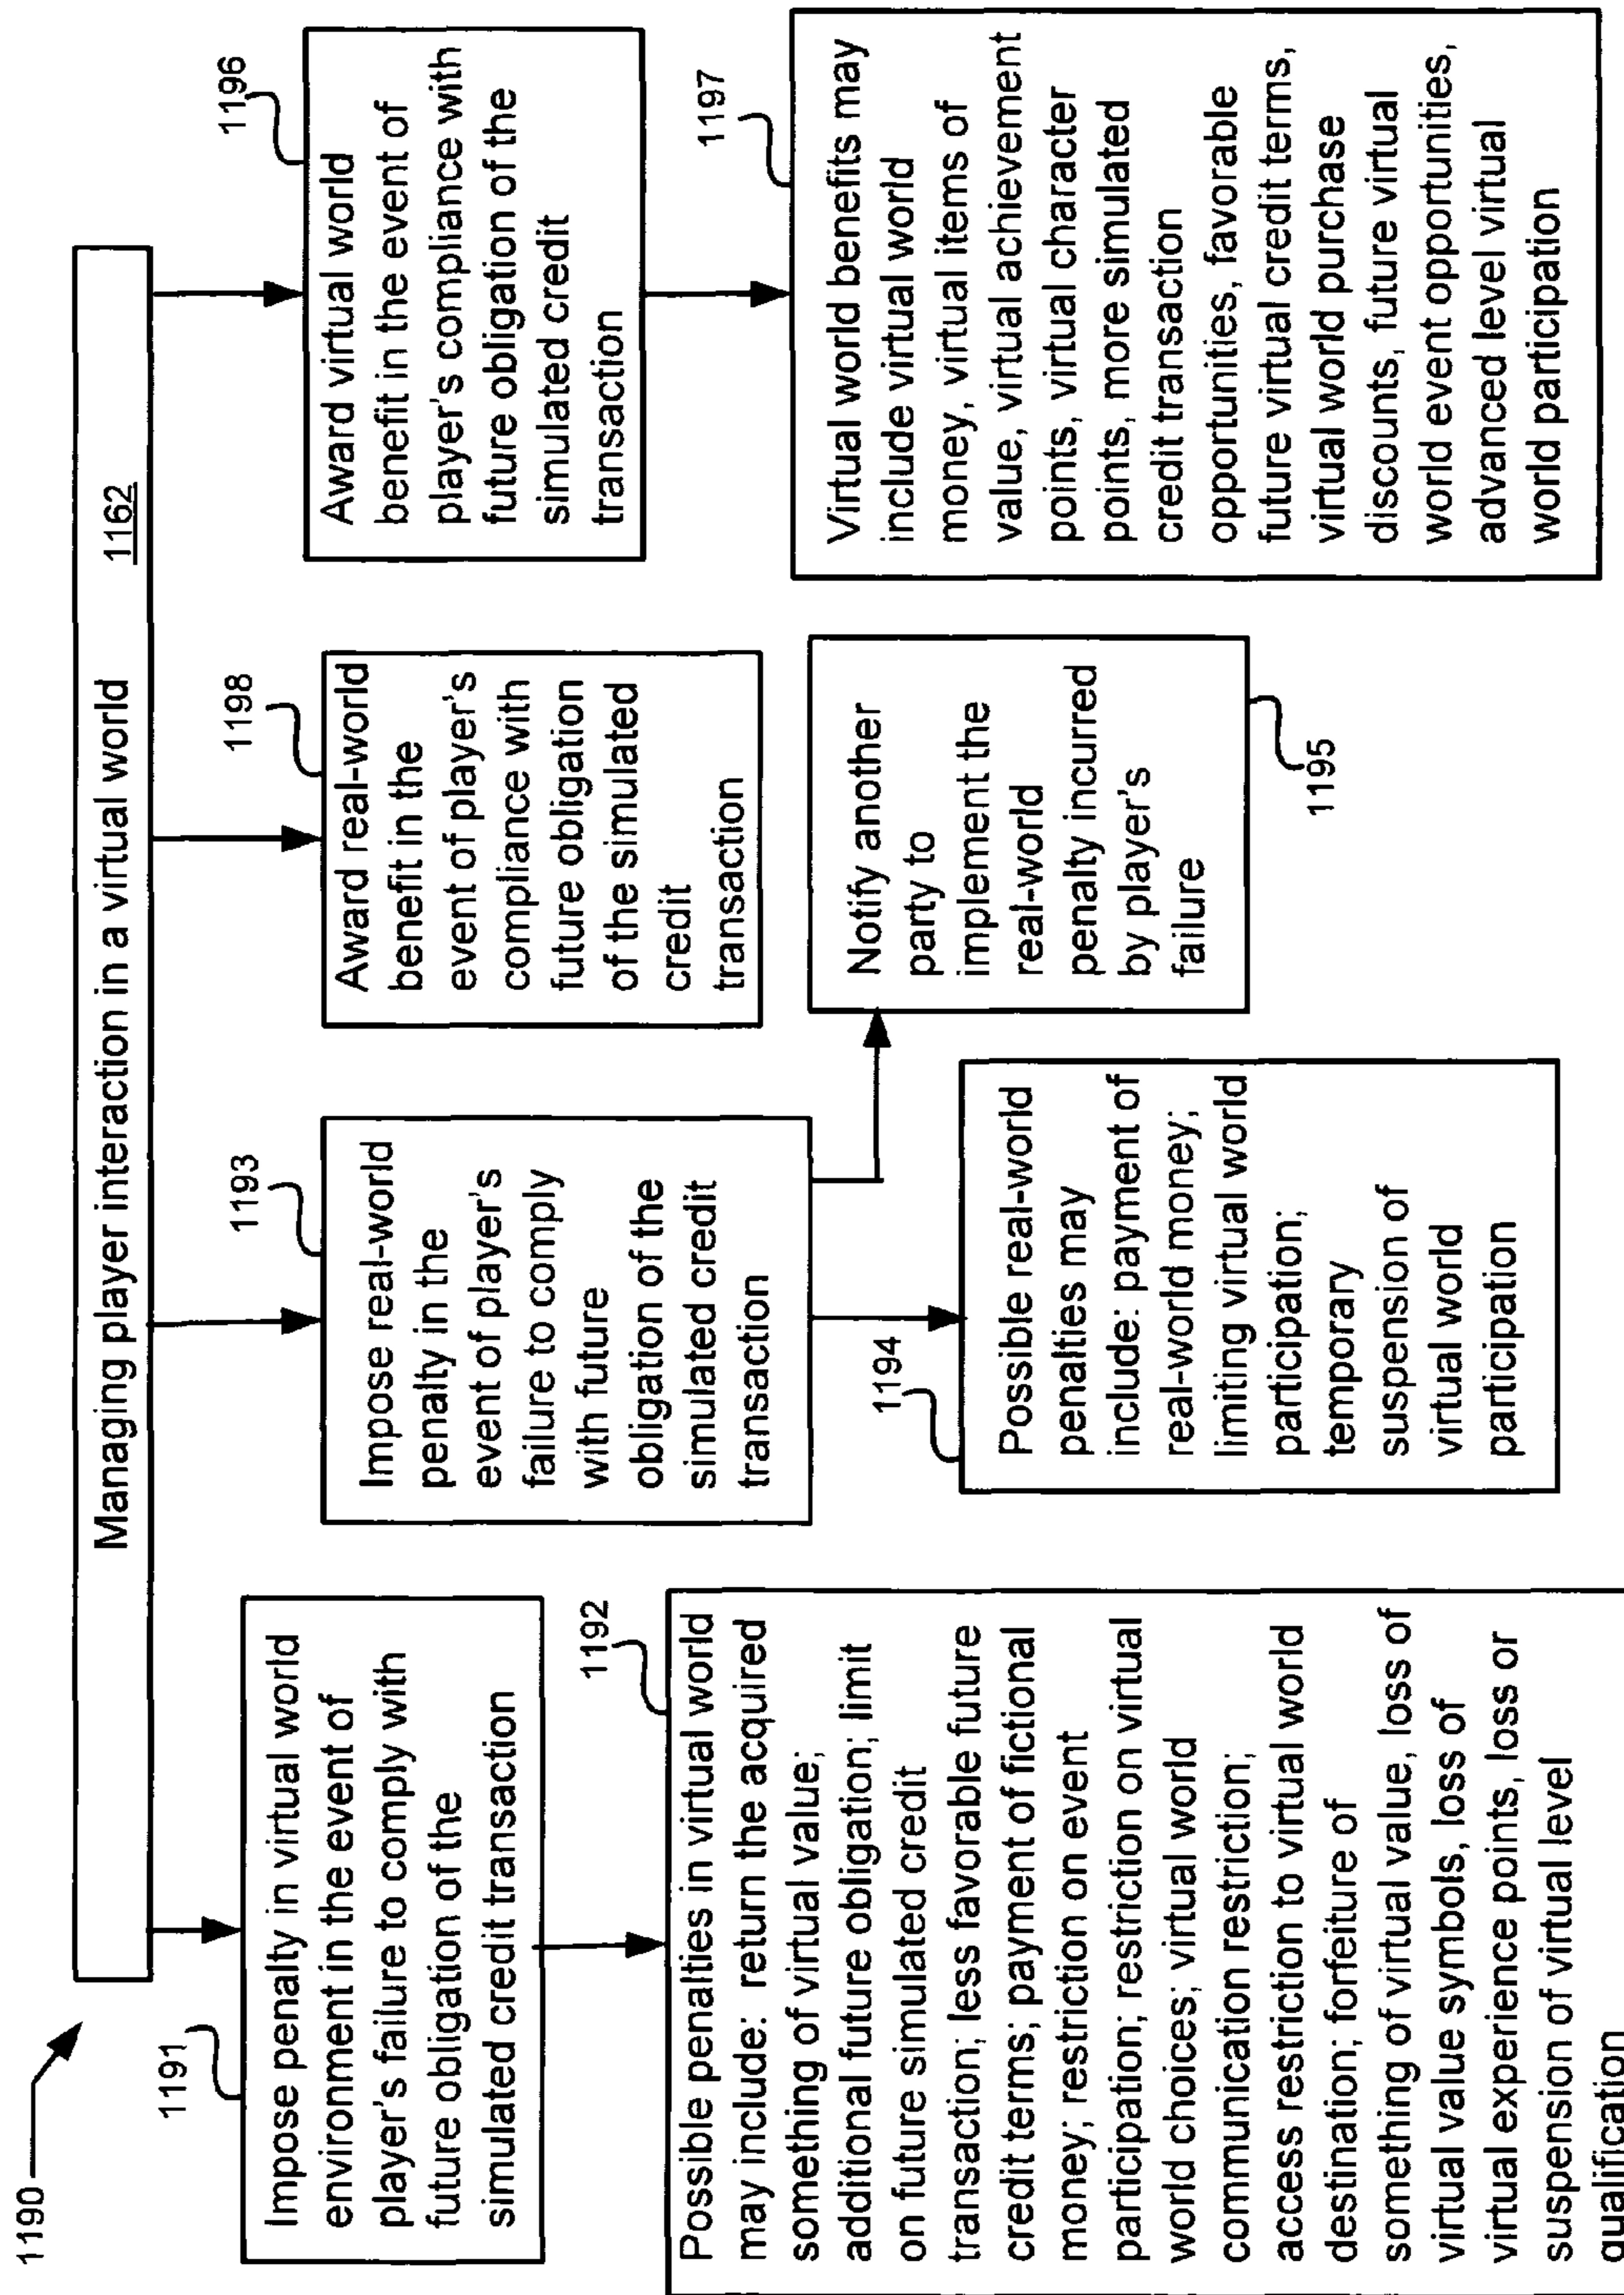 1190
Managing player interaction in a virtual world 1162
1191
Impose penalty in virtual world
environment in the event of
player's failure to comply with
future obligation of the
simulated credit transaction
1192
Possible penalties in virtual world
may include: return the acquired
something of virtual value;
additional future obligation; limit
on future simulated credit
transaction; less favorable future
credit terms; payment of fictional
money; restriction on event
participation; restriction on virtual
world choices; virtual world
communication restriction;
access restriction to virtual world
destination; forfeiture of
something of virtual value, loss of
virtual value symbols, loss of
virtual experience points, loss or
suspension of virtual level
qualification
1193
Impose real-world
penalty in the
event of player's
failure to comply
with future
obligation of the
simulated credit
transaction
1194
Possible real-world
penalties may
include: payment of
real-world money;
limiting virtual world
participation;
temporary
suspension of
virtual world
participation
1198
Award real-world
benefit in the
event of player's
compliance with
future obligation
of the simulated
credit
transaction
Notify another
party to
implement the
real-world
penalty incurred
by player's
failure
1195
1196
Award virtual world
benefit in the event of
player's compliance with
future obligation of the
simulated credit
transaction
1197
Virtual world benefits may
include virtual world
money, virtual items of
value, virtual achievement
points, virtual character
points, more simulated
credit transaction
opportunities, favorable
future virtual credit terms,
virtual world purchase
discounts, future virtual
world event opportunities,
advanced level virtual
world participation